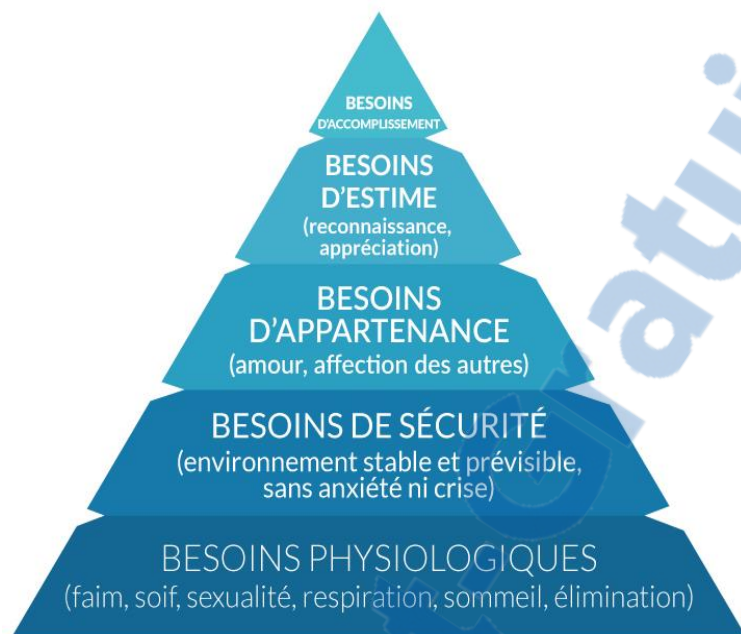 BESOINS
D'ACCOMPLISSEMENT
BESOINS
D'ESTIME
(reconnaissance,
appréciation)
BESOINS
D'APPARTENANCE
(amour, affection des autres)
BESOINS DE SÉCURITÉ
(environnement stable et prévisible,
sans anxiété ni crise)
BESOINS PHYSIOLOGIQUES
(faim, soif, sexualité, respiration, sommeil, élimination)